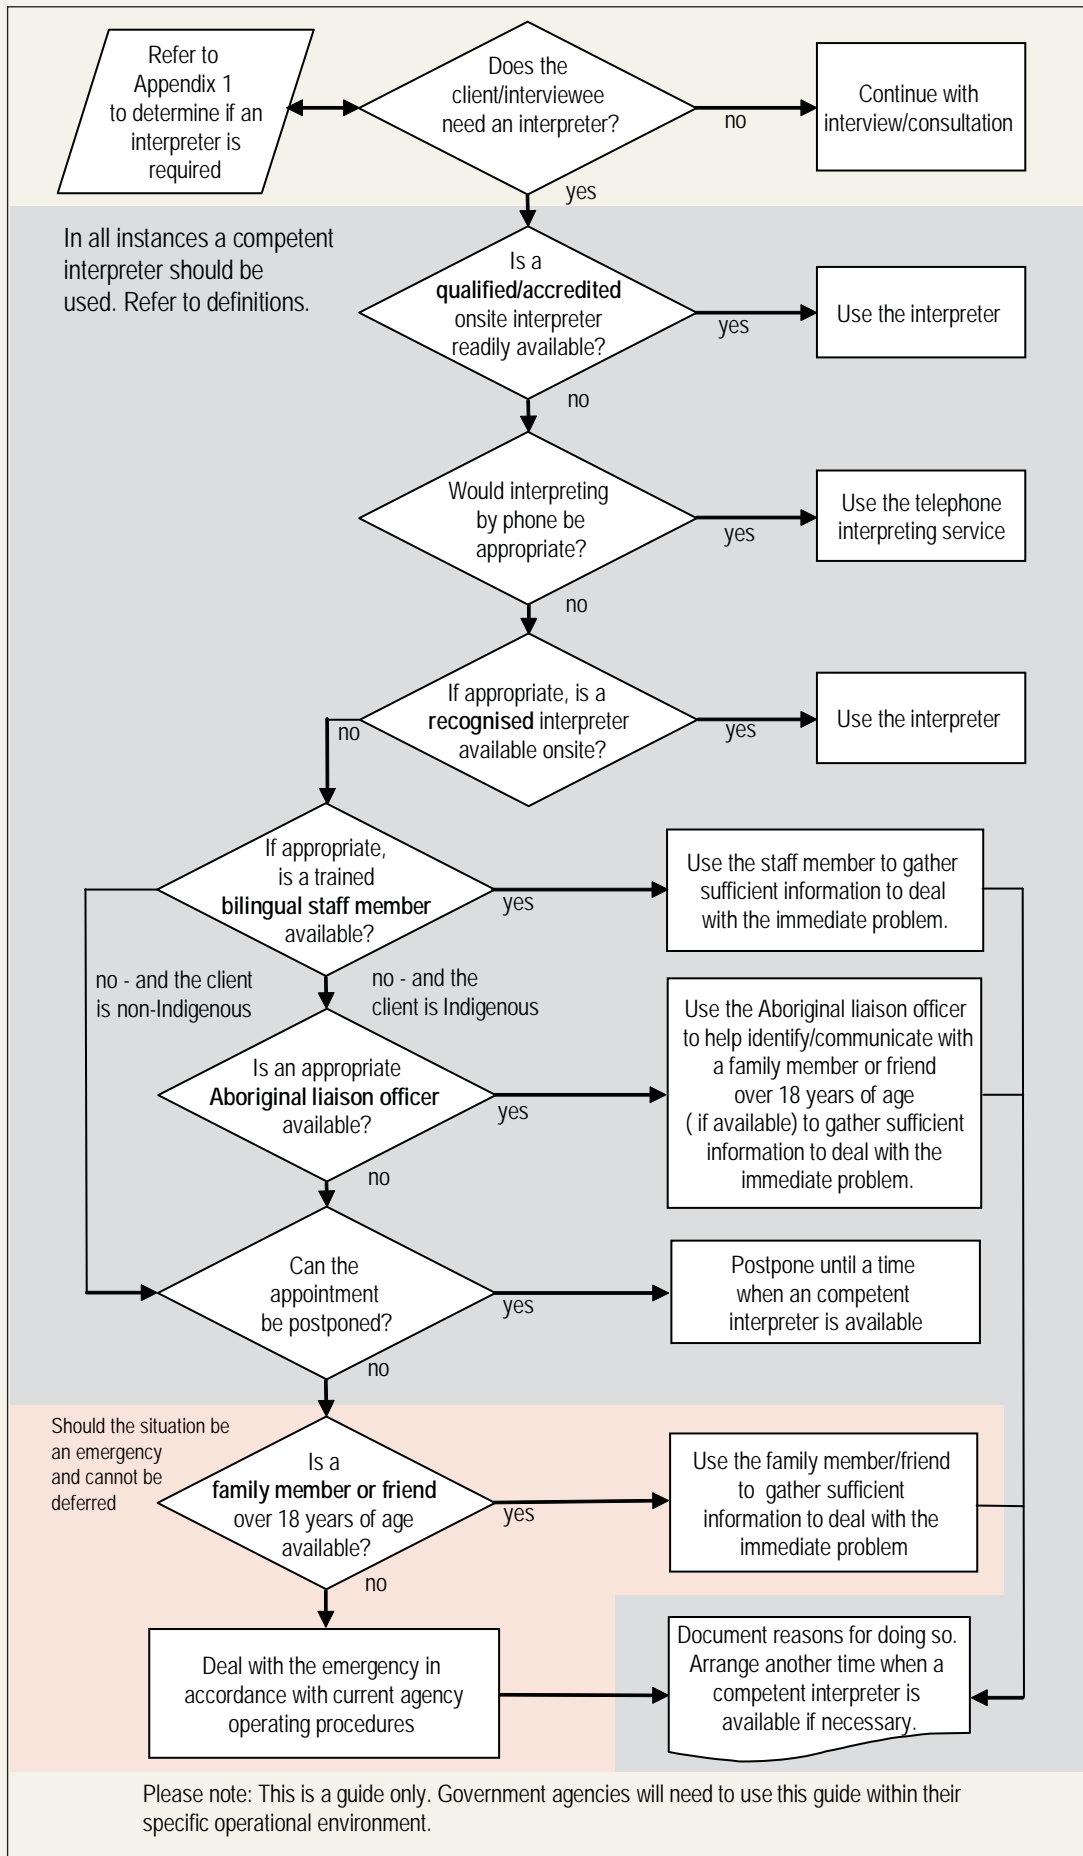 Refer to
Appendix 1
to determine if an
interpreter is
required
Does the
client/interviewee
need an interpreter?
no
Continue with
interview/consultation
yes
In all instances a competent
interpreter should be
used. Refer to definitions.
Is a
qualified/accredited
onsite interpreter
readily available?
yes
Use the interpreter
no
Would interpreting
by phone be
appropriate?
yes
Use the telephone
interpreting service
no
If appropriate, is a
recognised interpreter
available onsite?
yes
Use the interpreter
no
If appropriate,
is a trained
bilingual staff member
available?
yes
Use the staff member to gather
sufficient information to deal
with the immediate problem.
no - and the client
is non-Indigenous
no - and the
client is Indigenous
Is an appropriate
Aboriginal liaison officer
available?
yes
Use the Aboriginal liaison officer
to help identify/communicate with
a family member or friend
over 18 years of age
( if available) to gather sufficient
information to deal with the
immediate problem.
no
Can the
appointment
be postponed?
yes
Postpone until a time
when an competent
interpreter is available
no
Should the situation be
an emergency
and cannot be
deferred
Is a
family member or friend
over 18 years of age
available?
yes
Use the family member/friend
to gather sufficient
information to deal with the
immediate problem
no
Deal with the emergency in
accordance with current agency
operating procedures
Document reasons for doing so.
Arrange another time when a
competent interpreter is
available if necessary.
Please note: This is a guide only. Government agencies will need to use this guide within their
specific operational environment.